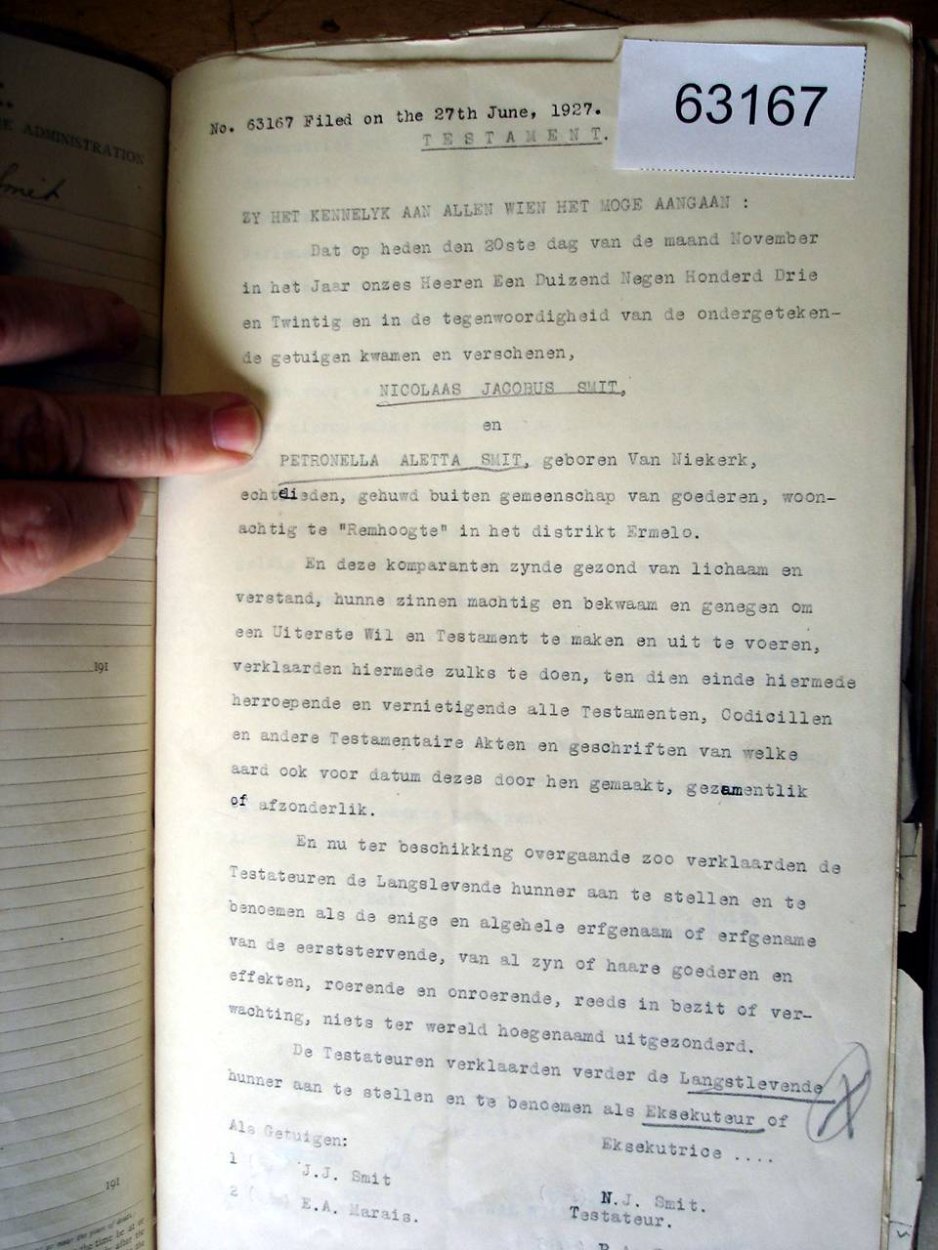 63167
No. 63167 Filed on the 27th June, 1927.
TESTAMENT.
ZY HET KENNELYK AAN ALLEN WIEN HET MOGE AANGAAN :
Dat op heden den 20ste dag van de maand November
in het Jaar onzes Heeren Een Duizend Negen Honderd Drie
en Twintig en in de tegenwoordigheid van de ondergeteken-
de getuigen kwamen en verschenen,
NICOLAAS JACOBUS SMIT,
en
PETRONELLA ALETTA SMIT, geboren Van Niekerk,
echtelieden, gehuwd buiten gemeenschap van goederen, woon-
achtig te "Remhoogte" in het distrikt Ermelo.
En deze komparanten zynde gezond van lichaam en
verstand, hunne zinnen machtig en bekwaam en genegen om
een Uiterste Wil en Testament te maken en uit te voeren,
verklaarden hiermede zulks te doen, ten dien einde hiermede
herroepende en vernietigende alle Testamenten, Codicillen
en andere Testamentaire Akten en geschriften van welke
aard ook voor datum dezes door hen gemaakt, gezamentlik
of afzonderlik.
En nu ter beschikking overgaande zoo verklaarden de
Testateuren de Langslevende hunner aan te stellen en te
benoemen als de enige en algehele erfgenaam of erfgename
van de eerststervende, van al zyn of haare goederen en
effekten, roerende en onroerende, reeds in bezit of ver-
wachting, niets ter wereld hoegenaamd uitgezonderd.
De Testateuren verklaarden verder de Langstlevende
hunner aan te stellen en te benoemen als Eksekuteur of
Eksekutrice ....
Als Getuigen:
1 J.J. Smit
2 E.A. Marais.
N.J. Smit.
Testateur.
E ADMINISTRATION
Smit
191
191